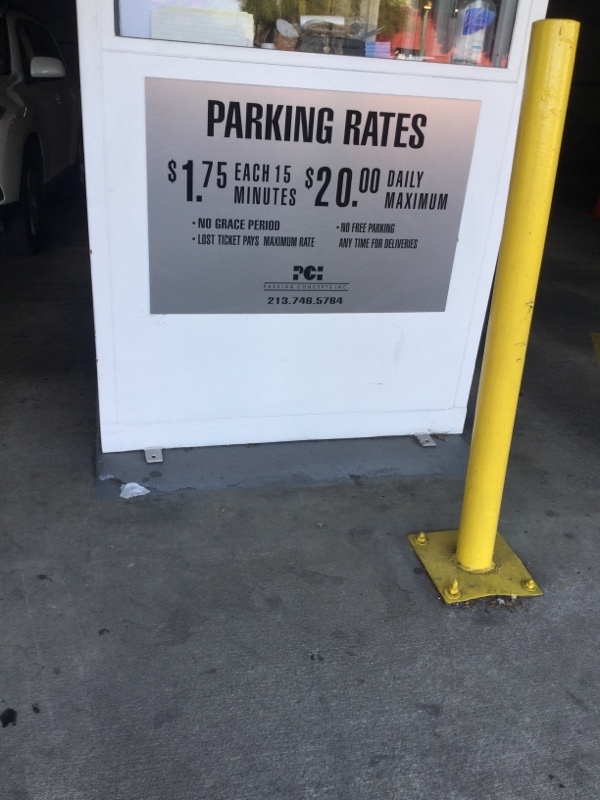 PARKING RATES
$1.75 EACH 15 MINUTES $20.00 DAILY MAXIMUM
• NO GRACE PERIOD
• LOST TICKET PAYS MAXIMUM RATE
• NO FREE PARKING
ANY TIME FOR DELIVERIES
PCI
PARKING CONCEPTS INC.
213.746.5764